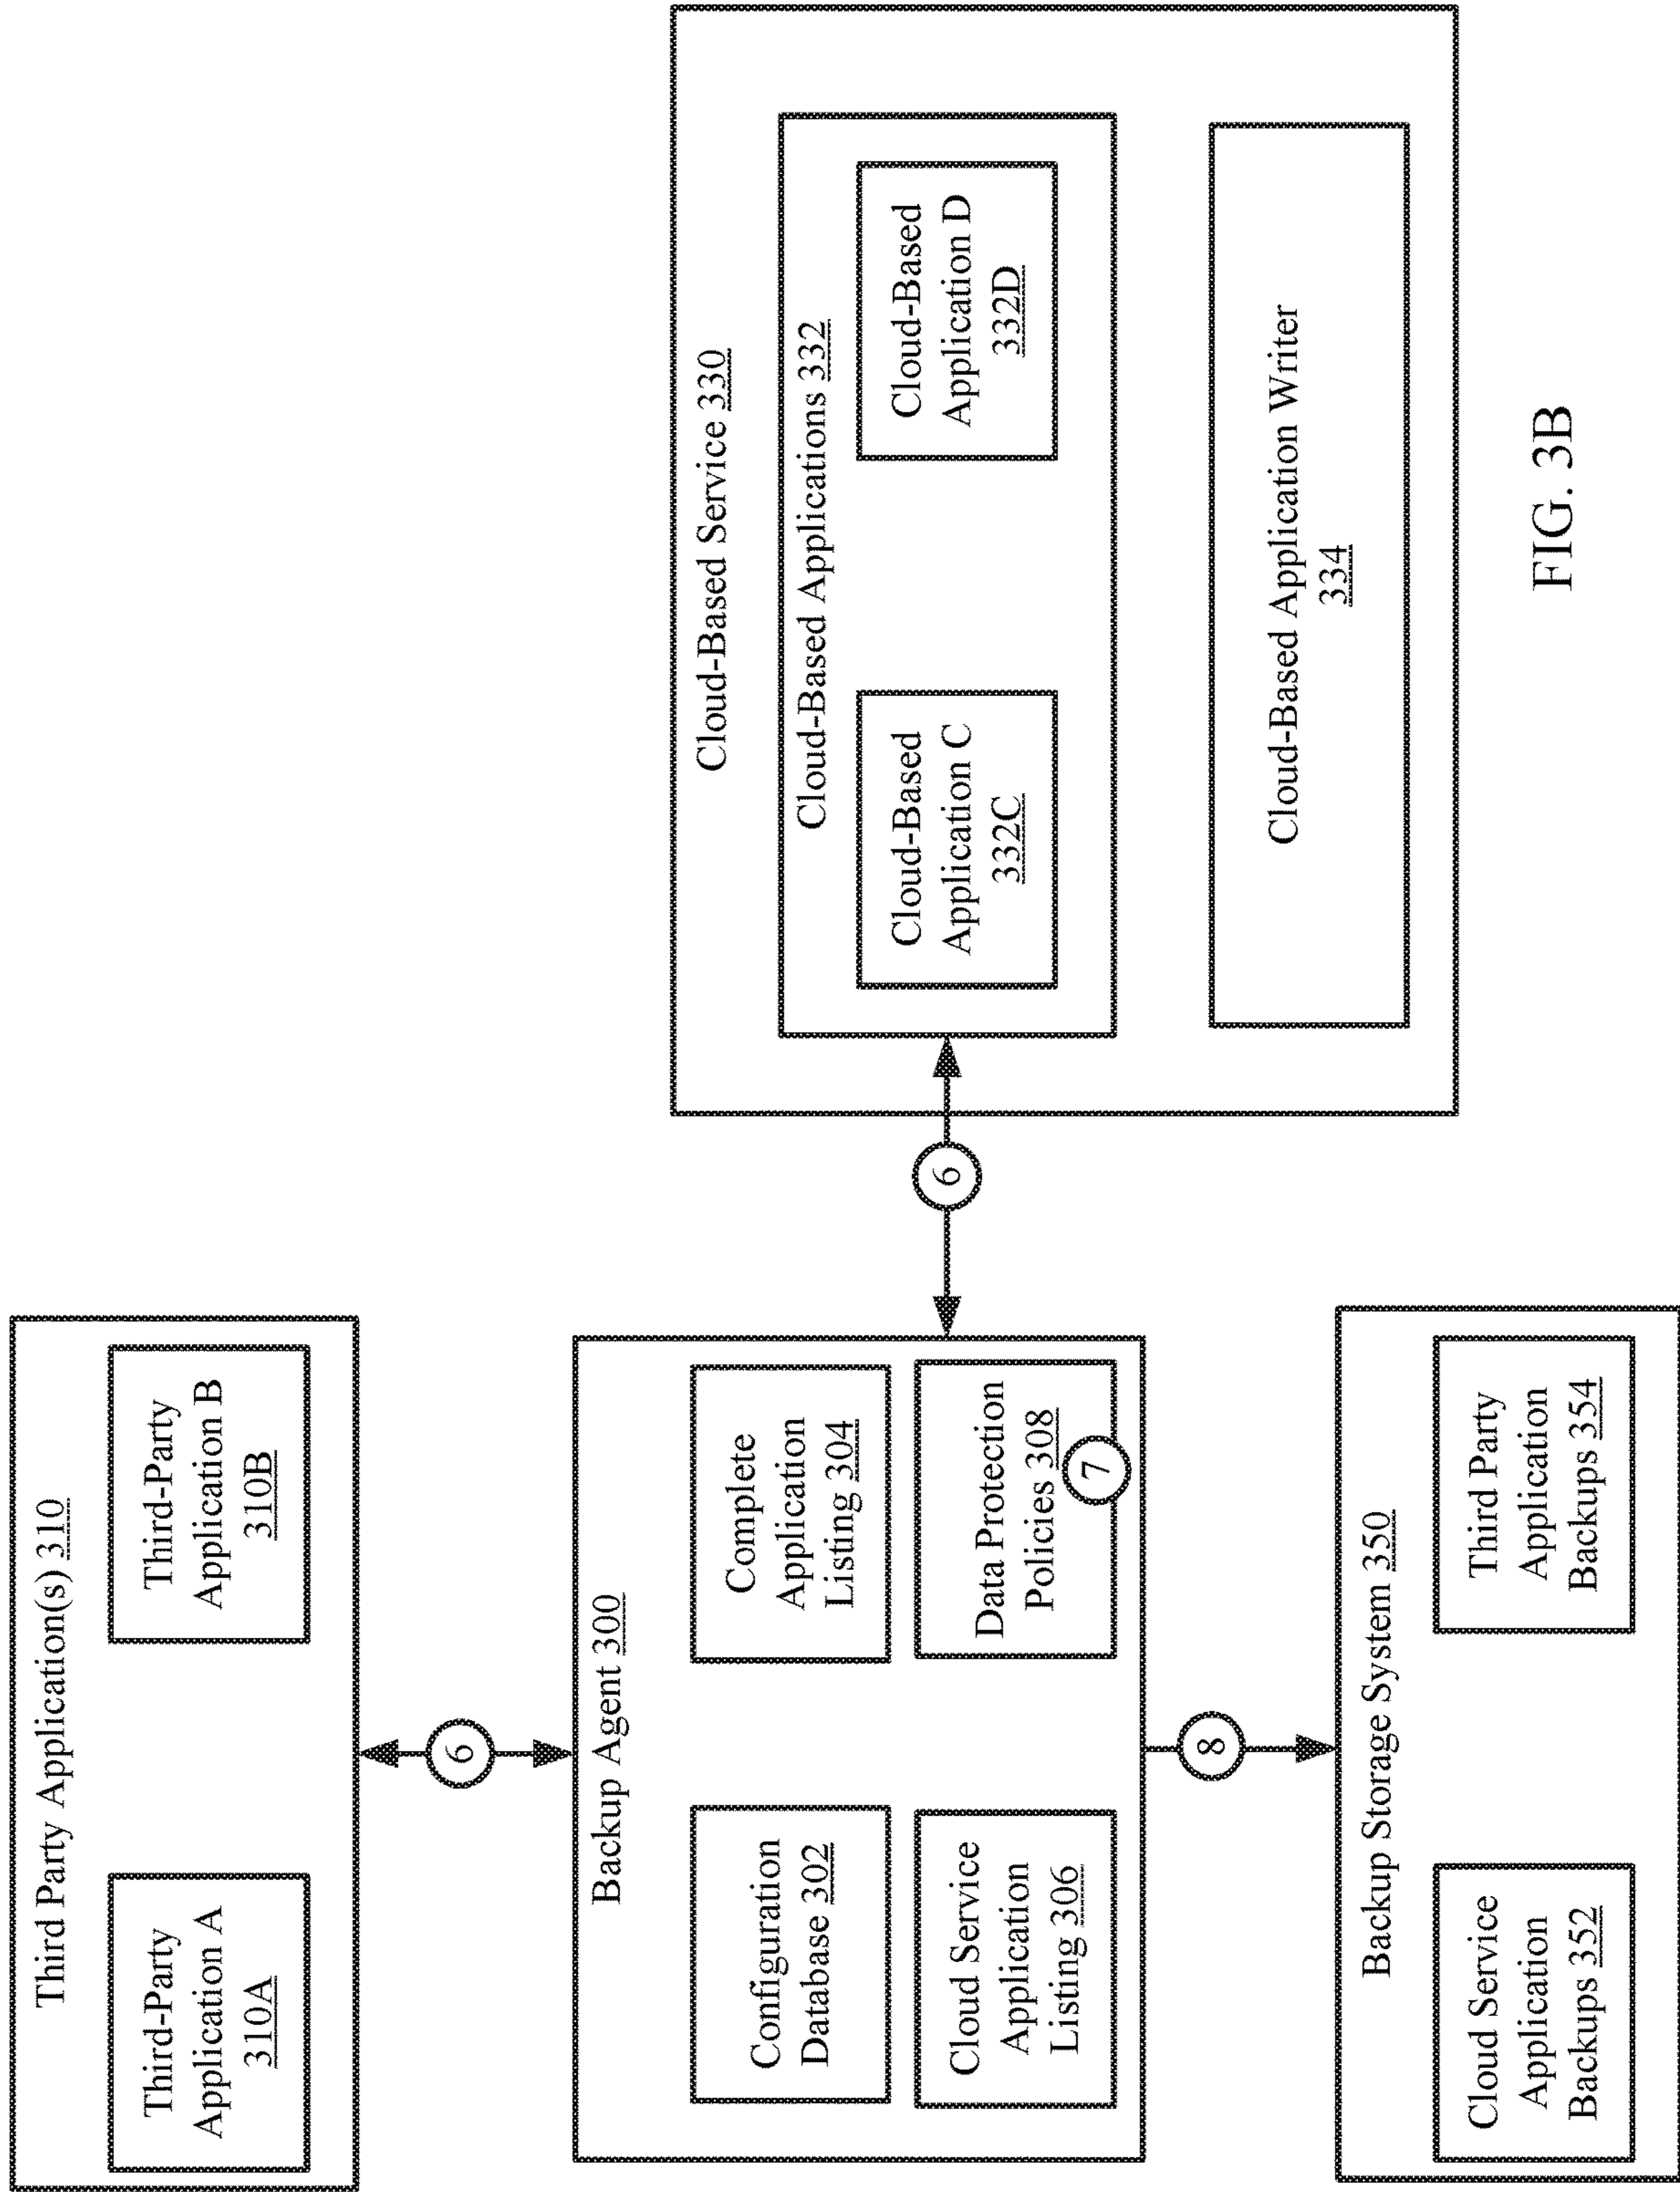 Third Party Application(s) 310
Third-Party
Application A
310A
Third-Party
Application B
310B
6
Backup Agent 300
Configuration
Database 302
Complete
Application
Listing 304
Cloud Service
Application
Listing 306
Data Protection
Policies 308
7
6
8
Backup Storage System 350
Cloud Service
Application
Backups 352
Third Party
Application
Backups 354
Cloud-Based Service 330
Cloud-Based Applications 332
Cloud-Based
Application C
332C
Cloud-Based
Application D
332D
Cloud-Based Application Writer
334
FIG. 3B